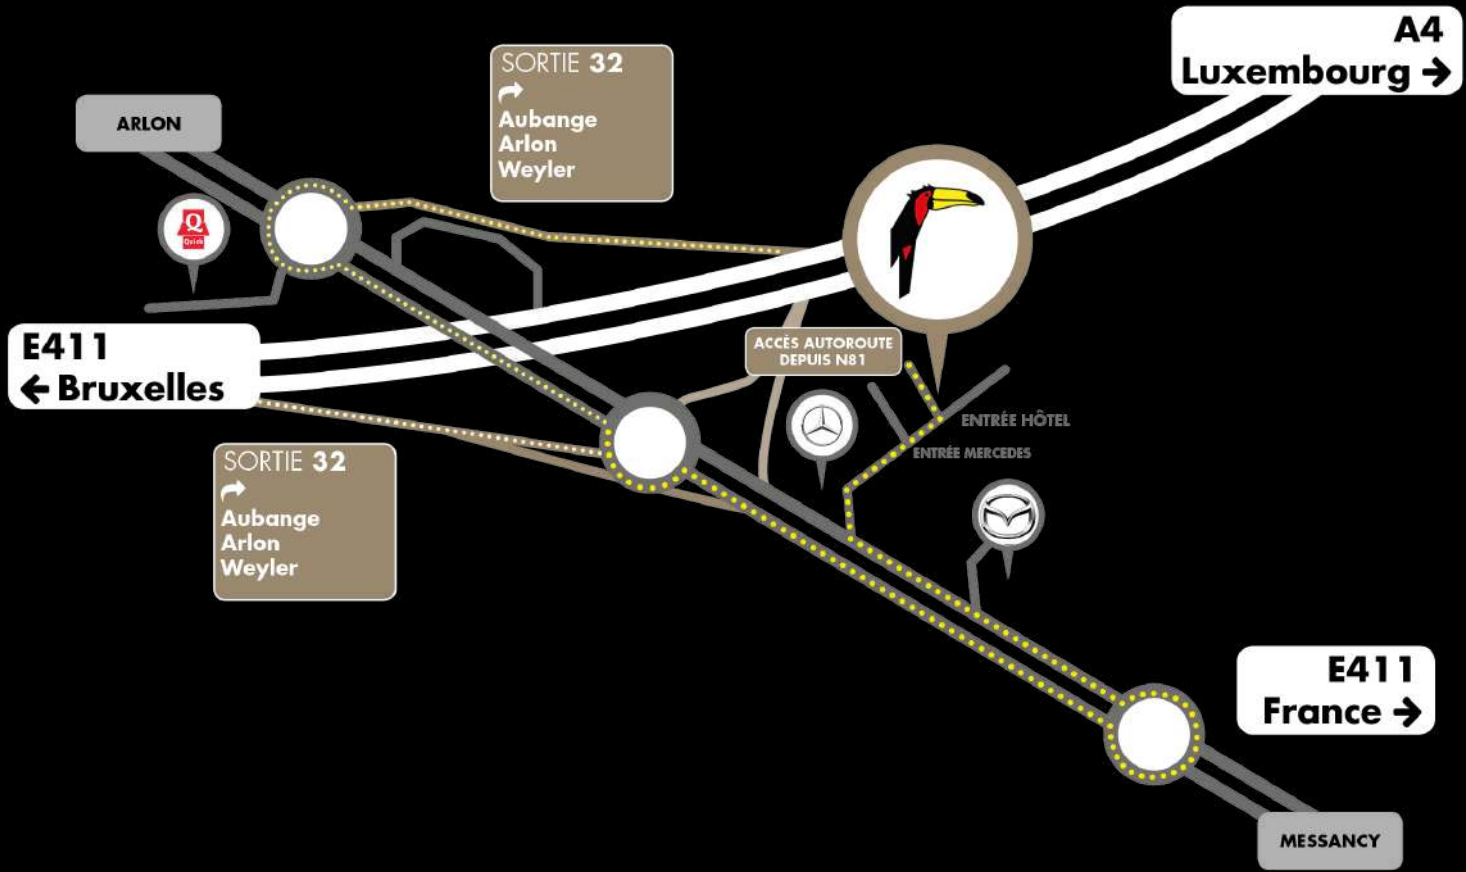 A4
Luxembourg →
SORTIE 32
Aubange
Arlon
Weyler
ARLON
Q
Quick
E411
← Bruxelles
ACCÈS AUTOROUTE
DEPUIS N81
ENTRÉE HÔTEL
ENTRÉE MERCEDES
SORTIE 32
Aubange
Arlon
Weyler
E411
France →
MESSANCY